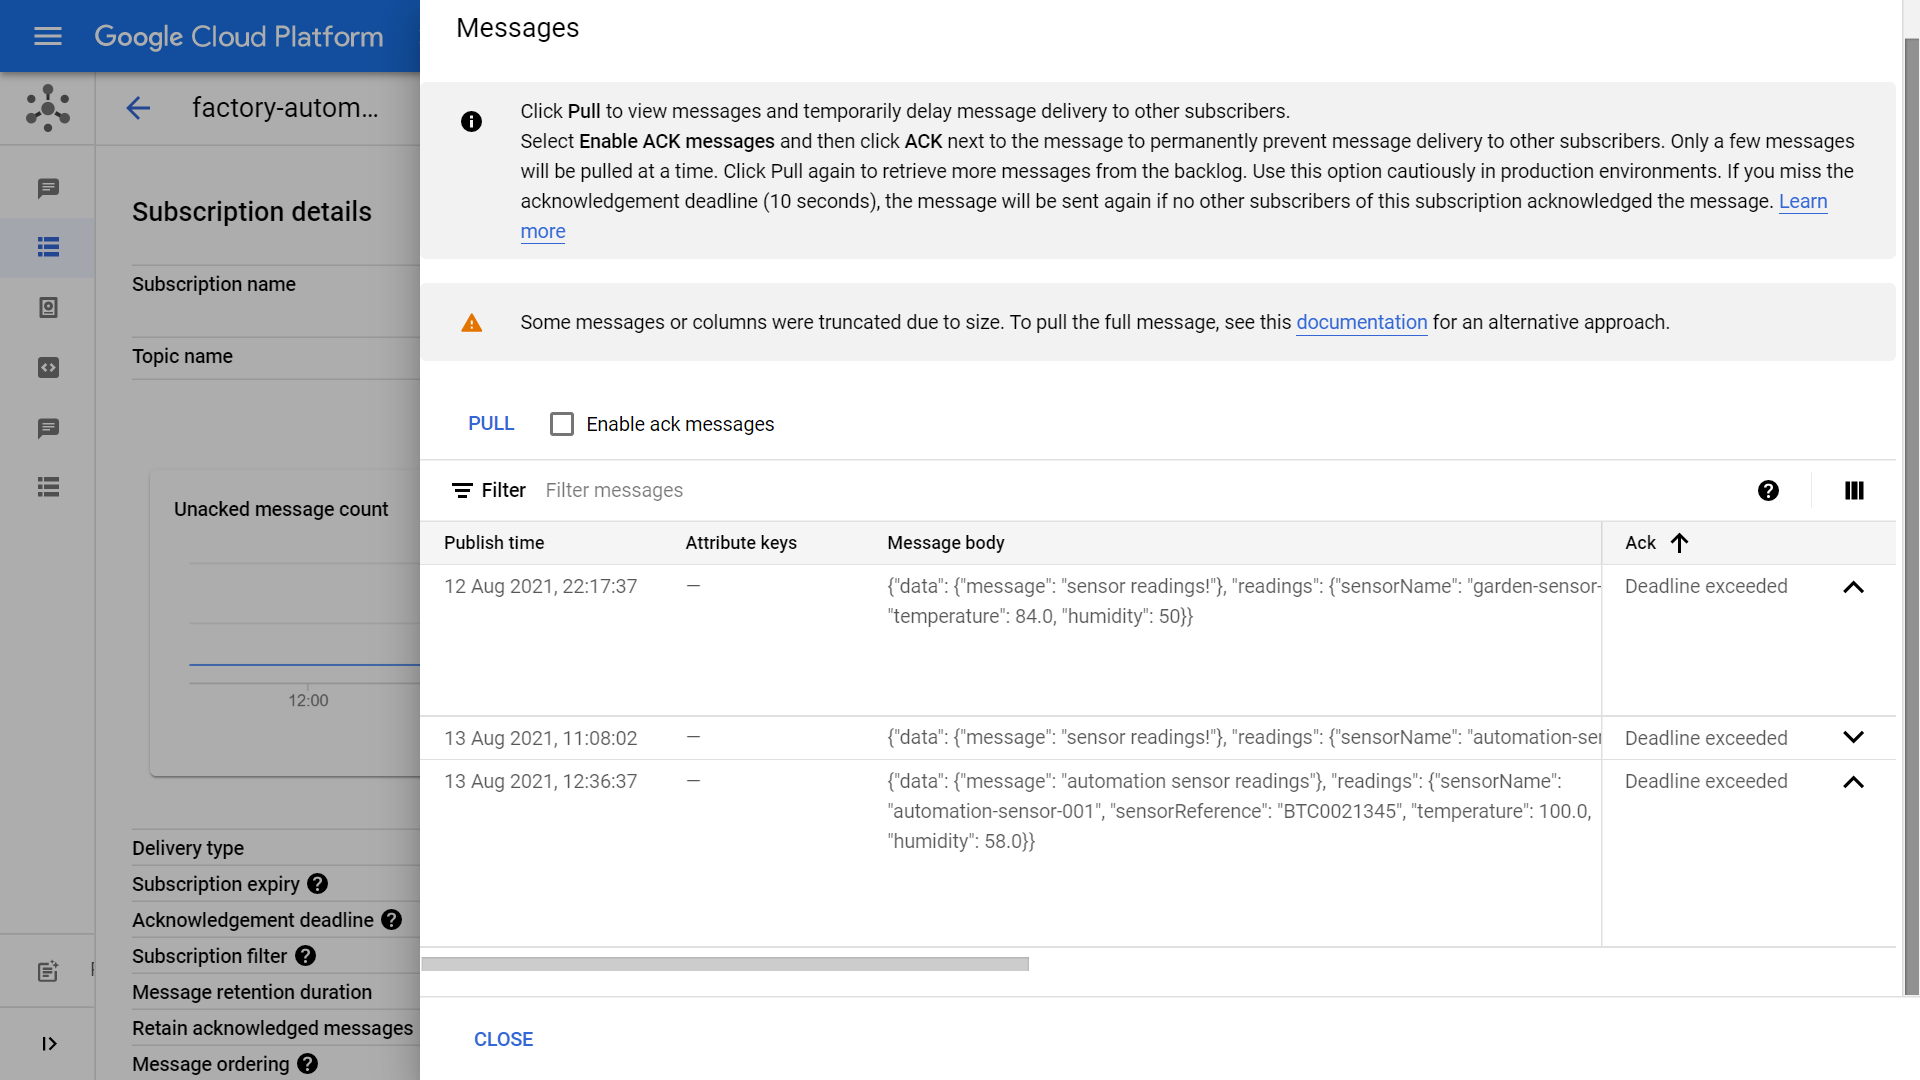 Google Cloud Platform
factory-autom...
Subscription details
Subscription name
Topic name
Unacked message count
12:00
Delivery type
Subscription expiry
Acknowledgement deadline
Subscription filter
Message retention duration
Retain acknowledged messages
Message ordering
Messages
Click Pull to view messages and temporarily delay message delivery to other subscribers.
Select Enable ACK messages and then click ACK next to the message to permanently prevent message delivery to other subscribers. Only a few messages
will be pulled at a time. Click Pull again to retrieve more messages from the backlog. Use this option cautiously in production environments. If you miss the
acknowledgement deadline (10 seconds), the message will be sent again if no other subscribers of this subscription acknowledged the message. Learn
more
Some messages or columns were truncated due to size. To pull the full message, see this documentation for an alternative approach.
PULL Enable ack messages
Filter Filter messages
Publish time Attribute keys Message body Ack
12 Aug 2021, 22:17:37 — {"data": {"message": "sensor readings!"}, "readings": {"sensorName": "garden-sensor- Deadline exceeded
"temperature": 84.0, "humidity": 50}}
13 Aug 2021, 11:08:02 — {"data": {"message": "sensor readings!"}, "readings": {"sensorName": "automation-se Deadline exceeded
13 Aug 2021, 12:36:37 — {"data": {"message": "automation sensor readings"}, "readings": {"sensorName": Deadline exceeded
"automation-sensor-001", "sensorReference": "BTC0021345", "temperature": 100.0,
"humidity": 58.0}}
CLOSE